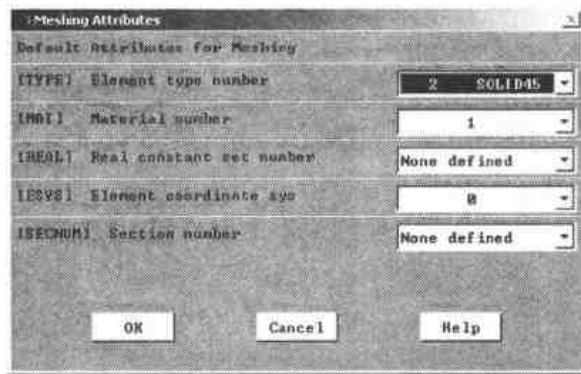 Meshing Attributes
Default Attributes for Meshing
[TYPE] Element type number 2 SOLID45
[MAT] Material number 1
[REAL] Real constant set number None defined
[ESYS] Element coordinate sys 0
[SECNUM] Section number None defined
OK Cancel Help